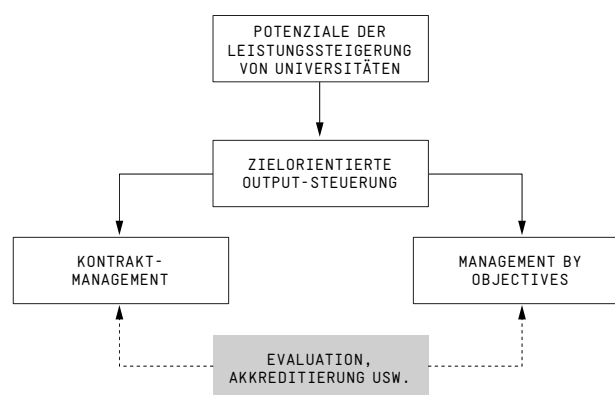 POTENZIALE DER
LEISTUNGSSTEIGERUNG
VON UNIVERSITÄTEN
ZIELORIENTIERTE
OUTPUT-STEUERUNG
KONTRAKT-
MANAGEMENT
MANAGEMENT BY
OBJECTIVES
EVALUATION,
AKKREDITIERUNG USW.